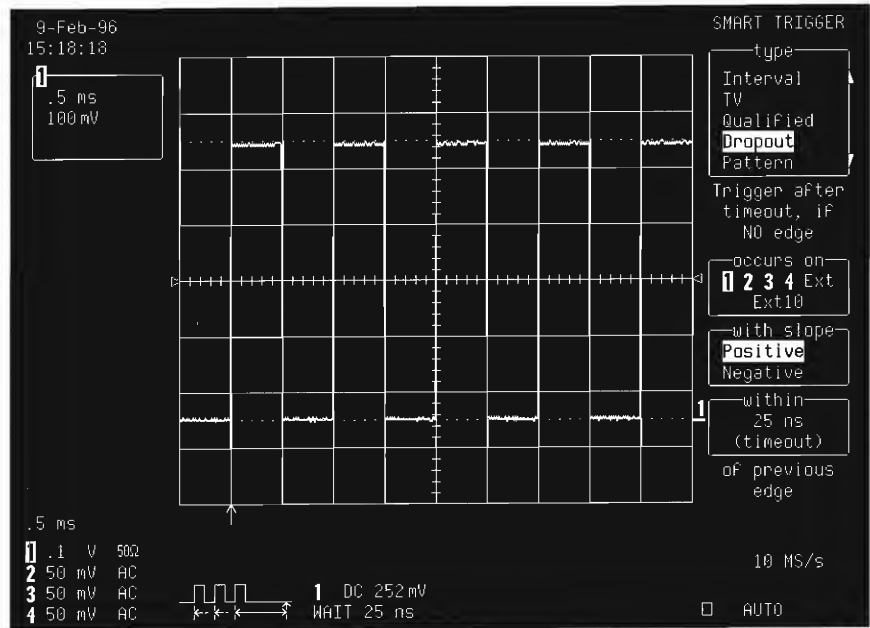 9-Feb-96
15:18:18
1
.5 ms
100 mV
SMART TRIGGER
type
Interval
TV
Qualified
Dropout
Pattern
Trigger after
timeout, if
NO edge
occurs on
1 2 3 4 Ext
Ext10
with slope
Positive
Negative
within
25 ns
(timeout)
of previous
edge
1
.5 ms
1 .1 V 50Ω
2 50 mV AC
3 50 mV AC
4 50 mV AC
1 DC 252 mV
WAIT 25 ns
10 MS/s
AUTO